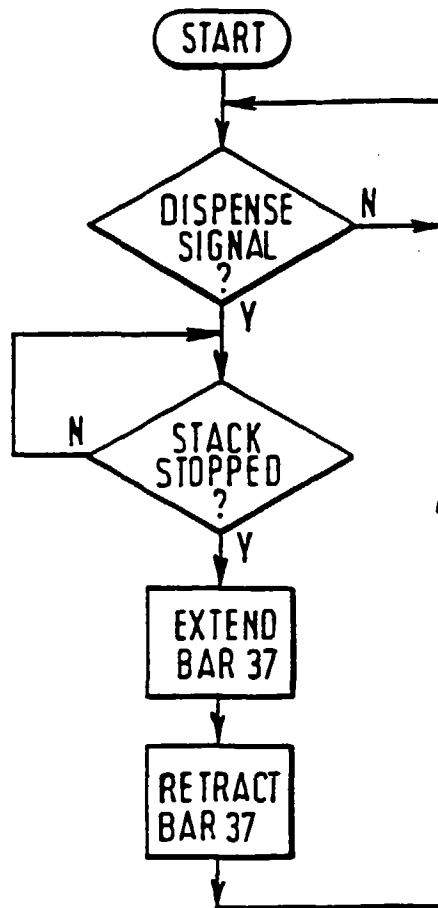 START
DISPENSE
SIGNAL
?
N
Y
N
STACK
STOPPED
?
Y
EXTEND
BAR 37
RETRACT
BAR 37